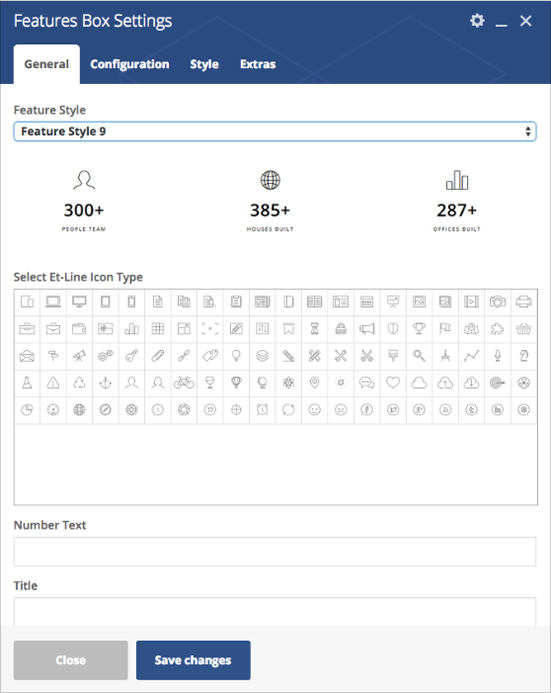 Features Box Settings
General Configuration Style Extras
Feature Style
Feature Style 9
300+ 385+ 287+
PEOPLE TEAM HOUSES BUILT OFFICES BUILT
Select Et-Line Icon Type
Number Text
Title
Close Save changes